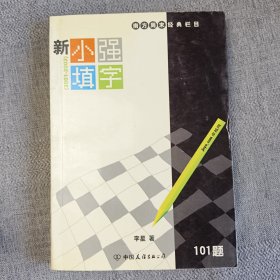 南方周末经典栏目
新小强
填字
李星 著
中国友谊出版公司
101题